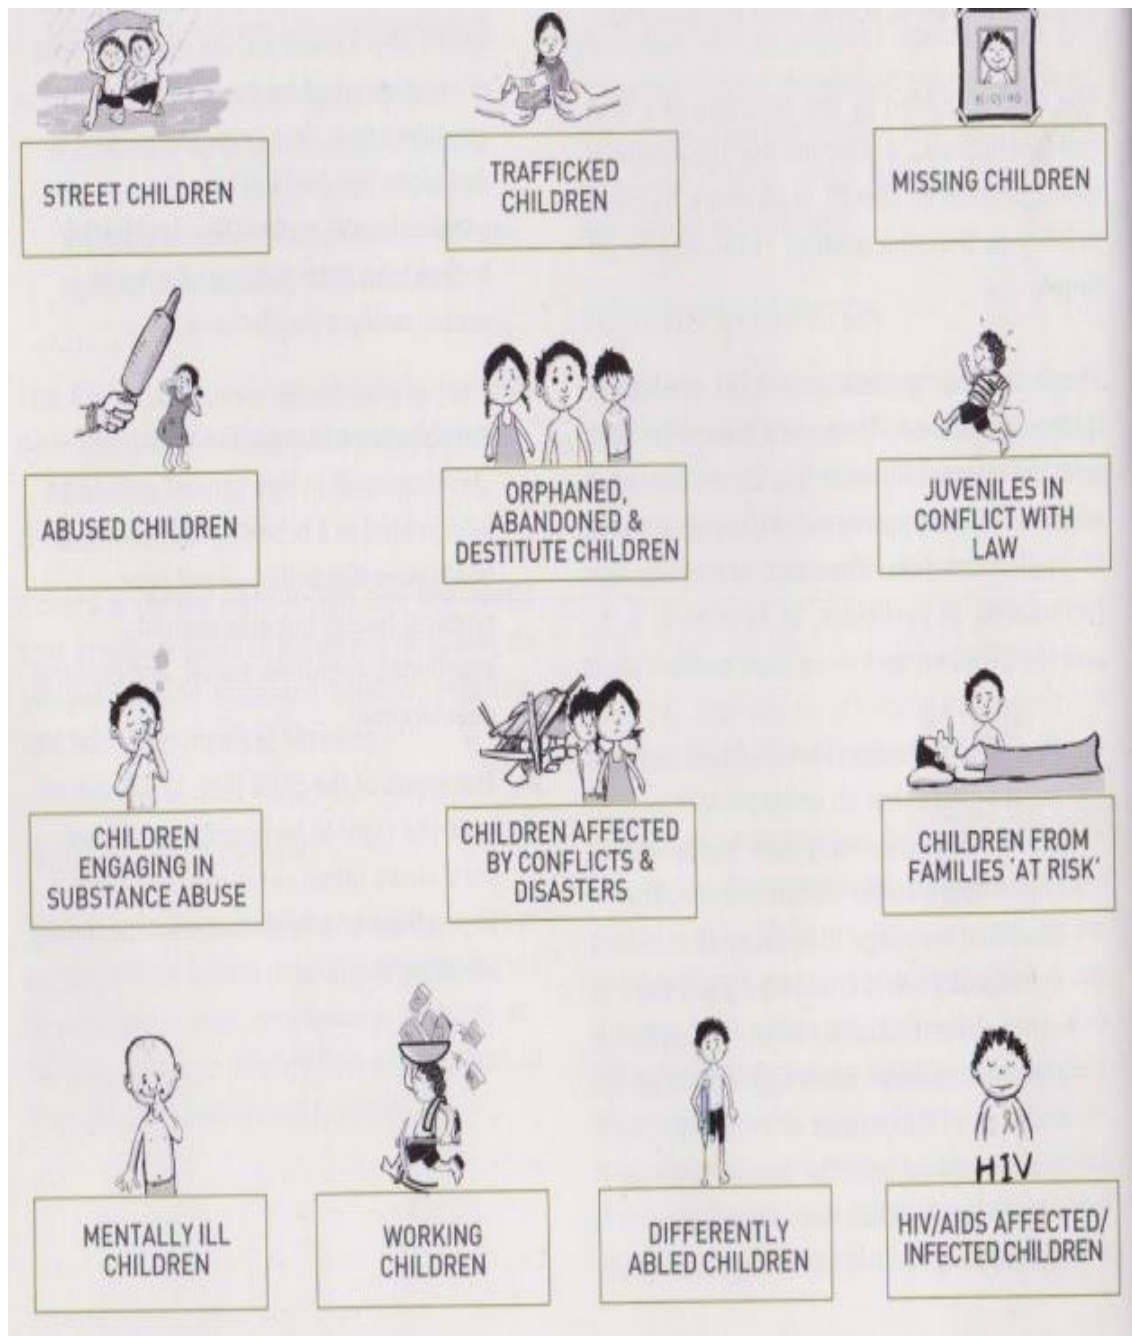 STREET CHILDREN
TRAFFICKED
CHILDREN
MISSING CHILDREN
ABUSED CHILDREN
ORPHANED,
ABANDONED &
DESTITUTE CHILDREN
JUVENILES IN
CONFLICT WITH
LAW
CHILDREN
ENGAGING IN
SUBSTANCE ABUSE
CHILDREN AFFECTED
BY CONFLICTS &
DISASTERS
CHILDREN FROM
FAMILIES ‘AT RISK’
HIV
MENTALLY ILL
CHILDREN
WORKING
CHILDREN
DIFFERENTLY
ABLED CHILDREN
HIV/AIDS AFFECTED/
INFECTED CHILDREN